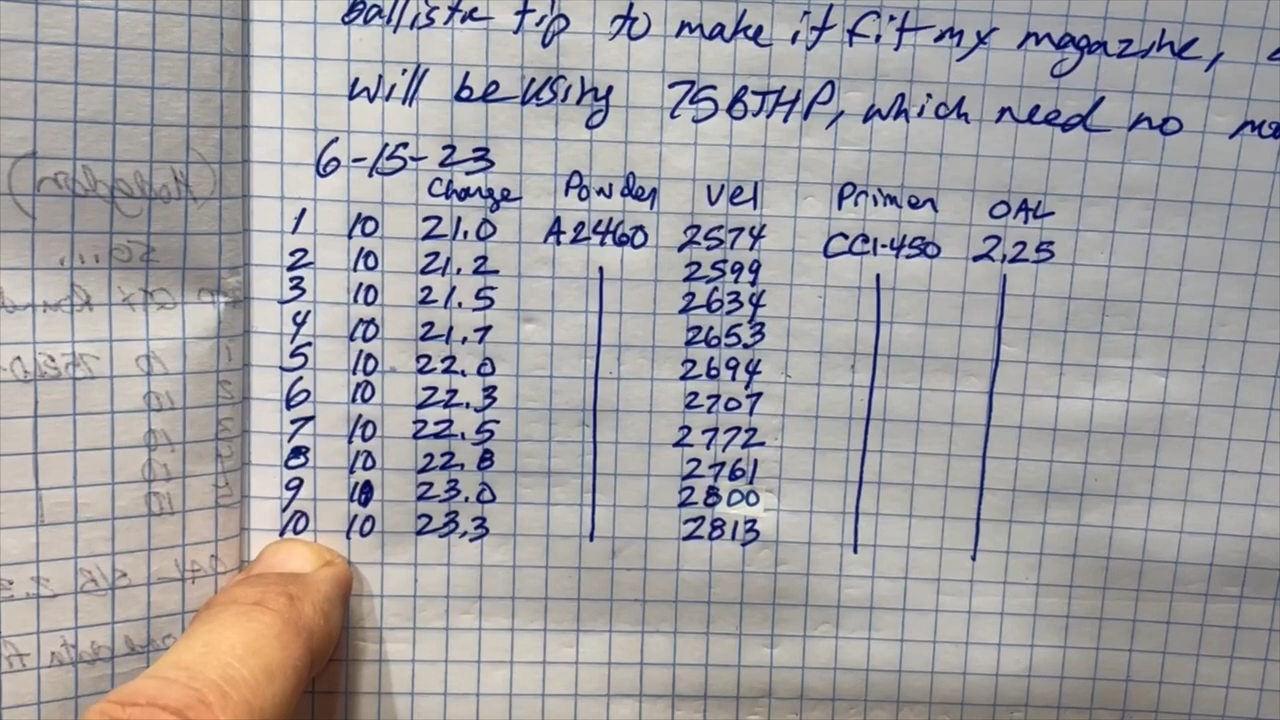 ballistic tip to make it fit my magazine,
will be using 75BTHP, which need no
6-15-23
Charge Powder Vel Primer OAL
1 10 21.0 A2460 2574 CCI-450 2.25
2 10 21.2 2599
3 10 21.5 2634
4 10 21.7 2653
5 10 22.0 2694
6 10 22.3 2707
7 10 22.5 2772
8 10 22.8 2761
9 10 23.0 2800
10 10 23.3 2813